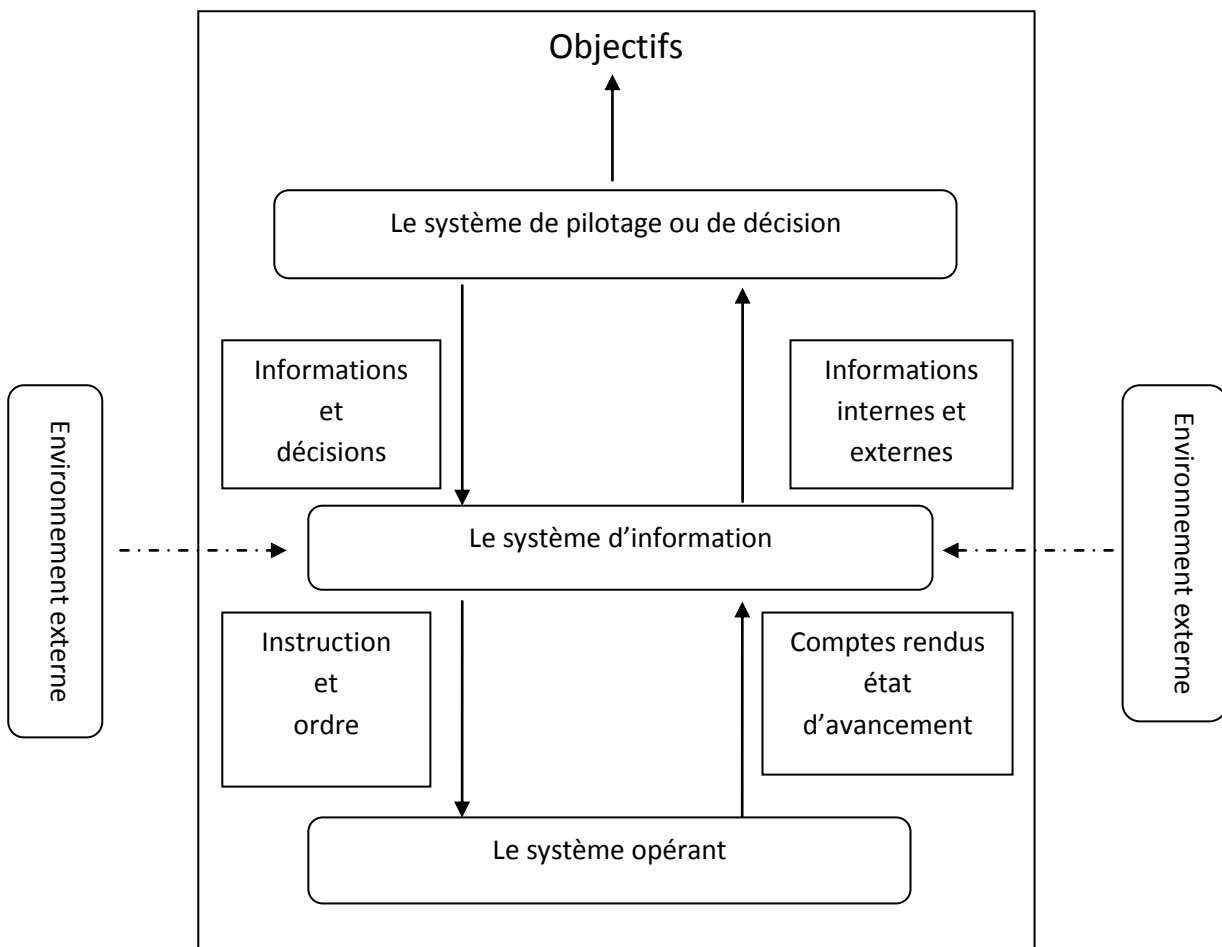 Objectifs
Le système de pilotage ou de décision
Informations
et
décisions
Informations
internes et
externes
Environnement externe
Environnement externe
Le système d’information
Instruction
et
ordre
Comptes rendus
état
d’avancement
Le système opérant